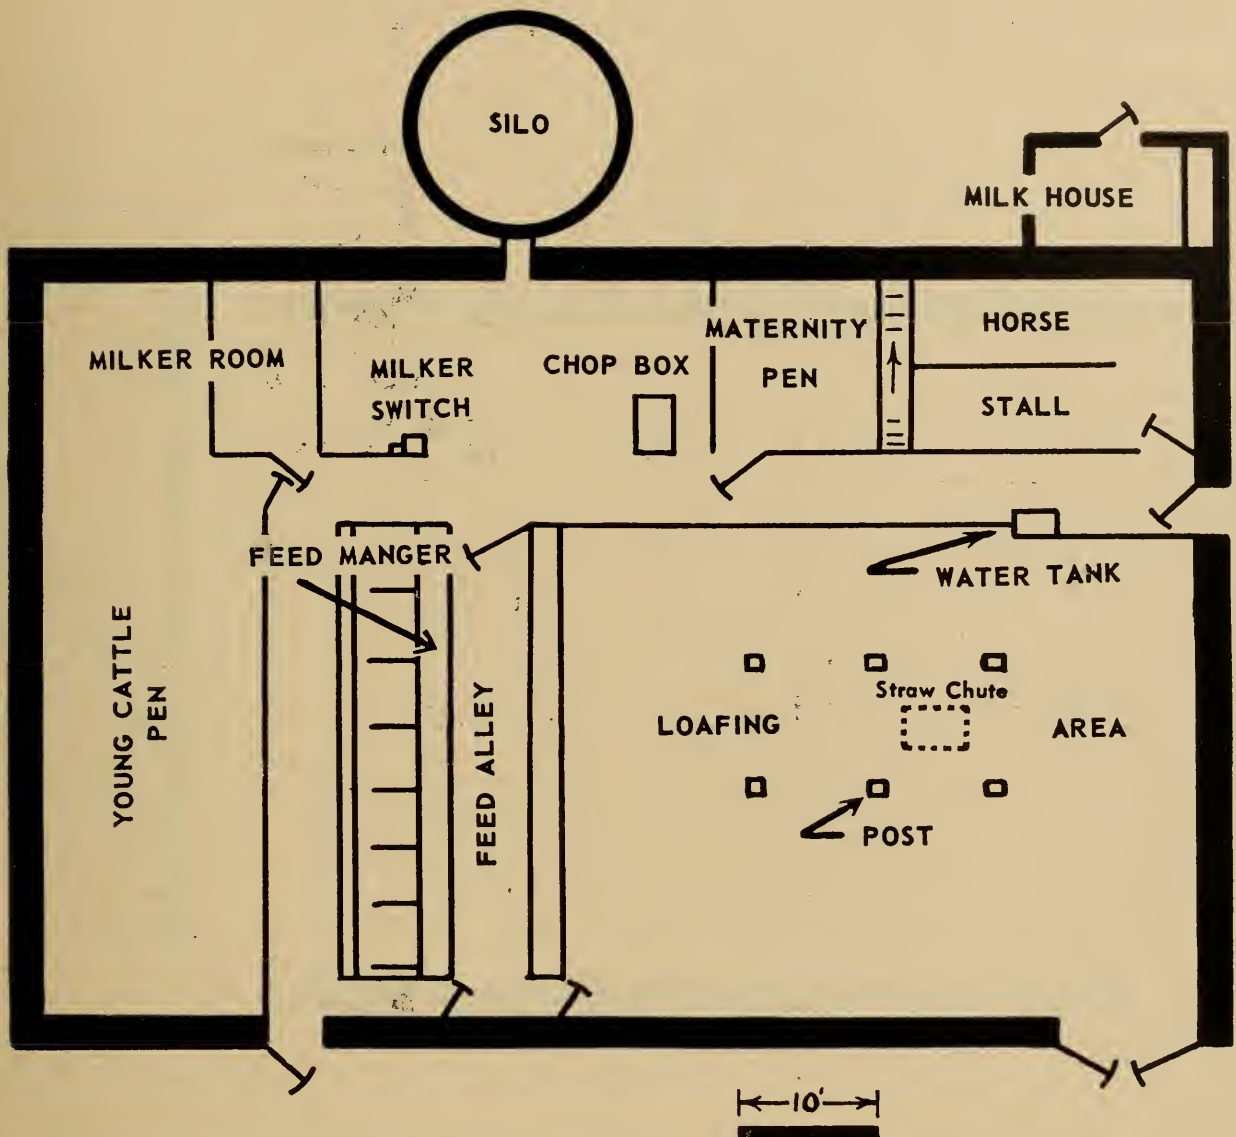 SILO
MILK HOUSE
MILKER ROOM
MILKER
SWITCH
CHOP BOX
MATERNITY
PEN
HORSE
STALL
FEED MANGER
WATER TANK
YOUNG CATTLE
PEN
FEED ALLEY
Straw Chute
LOAFING AREA
POST
10'